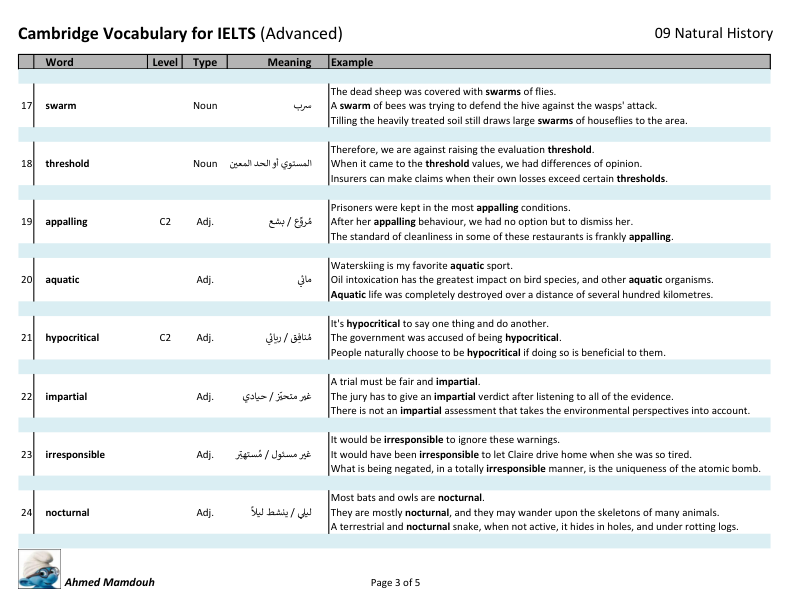 Cambridge Vocabulary for IELTS (Advanced) 09 Natural History
Word Level Type Meaning Example
The dead sheep was covered with swarms of flies.
17 swarm Noun سرب A swarm of bees was trying to defend the hive against the wasps' attack.
Tilling the heavily treated soil still draws large swarms of houseflies to the area.
Therefore, we are against raising the evaluation threshold.
18 threshold Noun المستوي أو الحد المعين When it came to the threshold values, we had differences of opinion.
Insurers can make claims when their own losses exceed certain thresholds.
Prisoners were kept in the most appalling conditions.
19 appalling C2 Adj. مُروِّع / بشع After her appalling behaviour, we had no option but to dismiss her.
The standard of cleanliness in some of these restaurants is frankly appalling.
Waterskiing is my favorite aquatic sport.
20 aquatic Adj. مائي Oil intoxication has the greatest impact on bird species, and other aquatic organisms.
Aquatic life was completely destroyed over a distance of several hundred kilometres.
It's hypocritical to say one thing and do another.
21 hypocritical C2 Adj. مُنافِق / ريائي The government was accused of being hypocritical.
People naturally choose to be hypocritical if doing so is beneficial to them.
A trial must be fair and impartial.
22 impartial Adj. غير متحيّز / حيادي The jury has to give an impartial verdict after listening to all of the evidence.
There is not an impartial assessment that takes the environmental perspectives into account.
It would be irresponsible to ignore these warnings.
23 irresponsible Adj. غير مسئول / مُستهتِر It would have been irresponsible to let Claire drive home when she was so tired.
What is being negated, in a totally irresponsible manner, is the uniqueness of the atomic bomb.
Most bats and owls are nocturnal.
24 nocturnal Adj. ليلي / ينشط ليلاً They are mostly nocturnal, and they may wander upon the skeletons of many animals.
A terrestrial and nocturnal snake, when not active, it hides in holes, and under rotting logs.
Ahmed Mamdouh Page 3 of 5